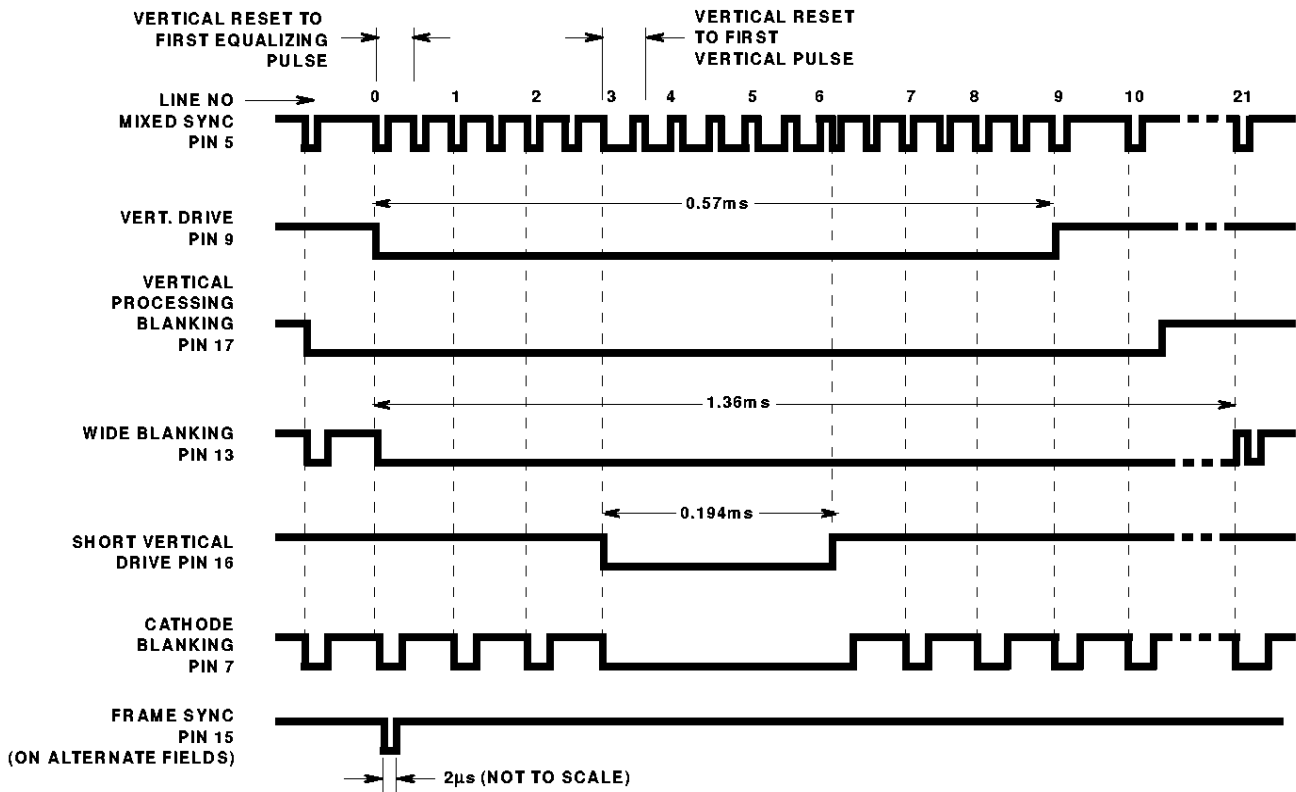 VERTICAL RESET TO
FIRST EQUALIZING
PULSE
VERTICAL RESET
TO FIRST
VERTICAL PULSE
LINE NO
0 1 2 3 4 5 6 7 8 9 10 21
MIXED SYNC
PIN 5
0.57ms
VERT. DRIVE
PIN 9
VERTICAL
PROCESSING
BLANKING
PIN 17
1.36ms
WIDE BLANKING
PIN 13
0.194ms
SHORT VERTICAL
DRIVE PIN 16
CATHODE
BLANKING
PIN 7
FRAME SYNC
PIN 15
(ON ALTERNATE FIELDS)
2μs (NOT TO SCALE)